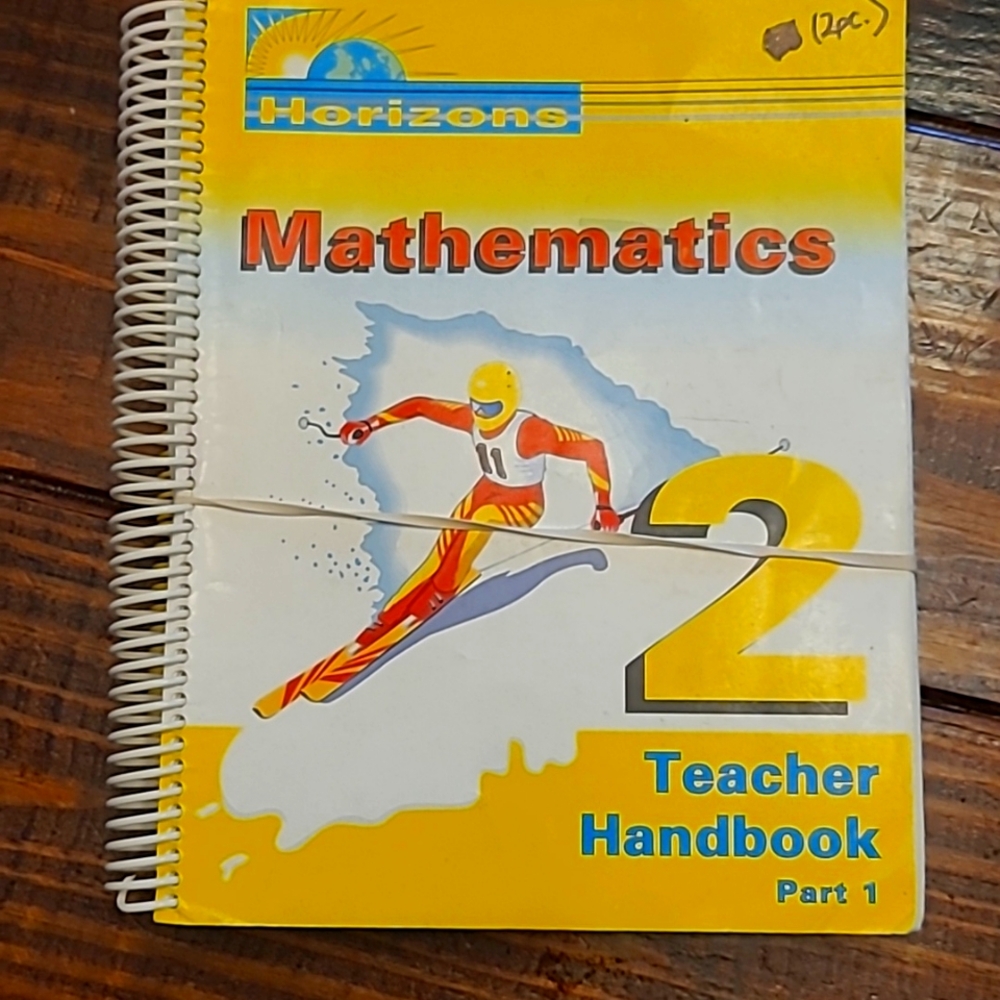 (2pc.)
Horizons
Mathematics
11
2
Teacher
Handbook
Part 1